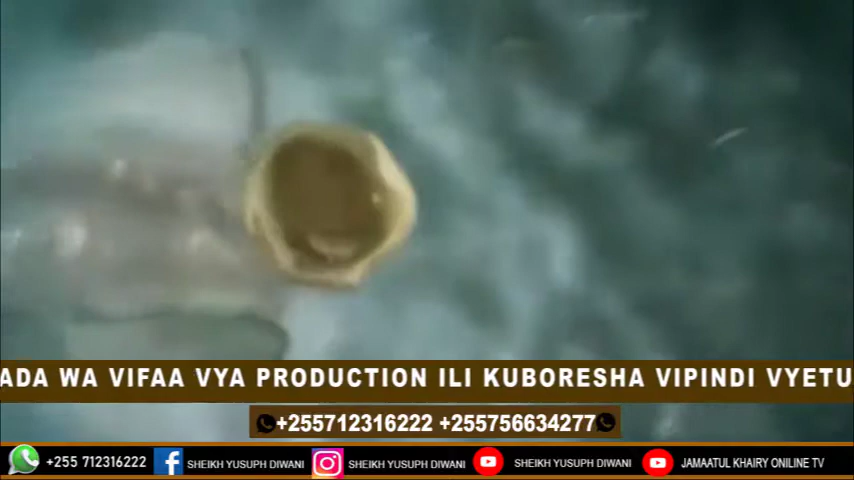 ADA WA VIFAA VYA PRODUCTION ILI KUBORESHA VIPINDI VYETU
+255712316222 +255756634277
+255 712316222 SHEIKH YUSUPH DIWANI SHEIKH YUSUPH DIWANI SHEIKH YUSUPH DIWANI JAMAATUL KHAIRY ONILINE TV